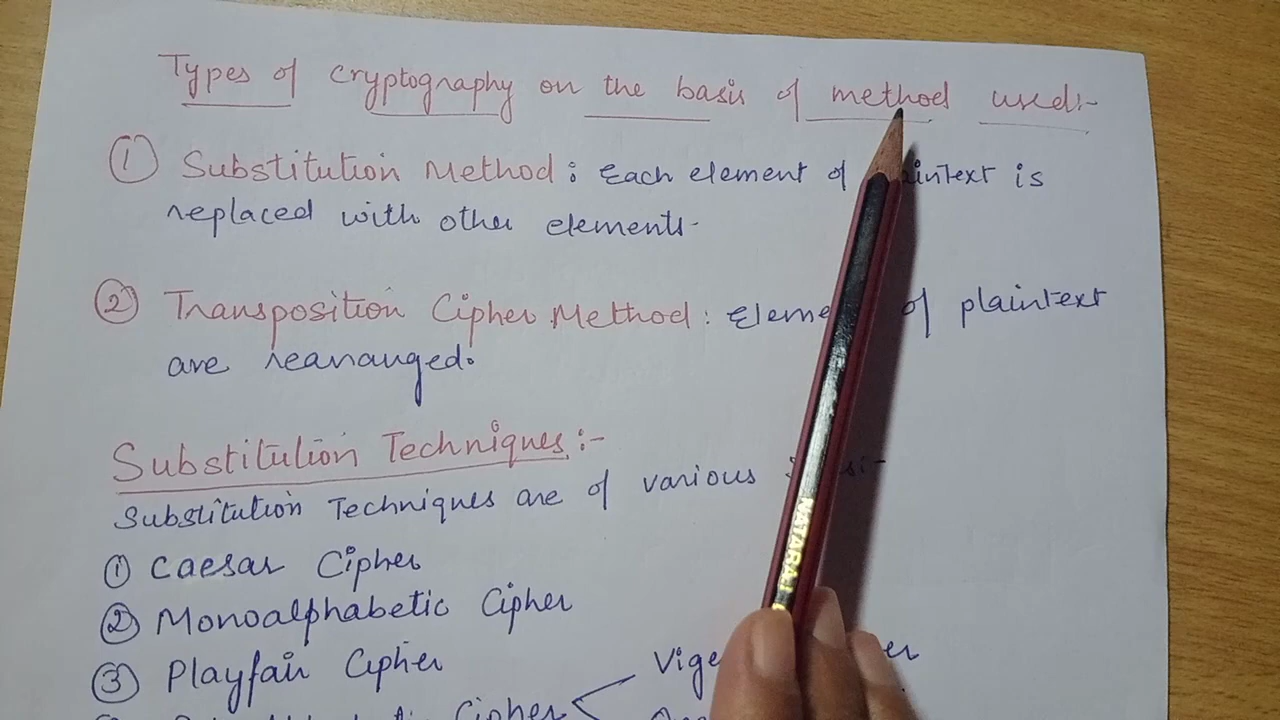 Types of cryptography on the basis of method used:-
① Substitution Method: Each element of plaintext is
replaced with other elements.
② Transposition Cipher Method: Elements of plaintext
are rearranged.
Substitution Techniques:-
Substitution Techniques are of various
① Caesar Cipher
② Monoalphabetic Cipher
③ Playfair Cipher
Cipher
NATARAJ